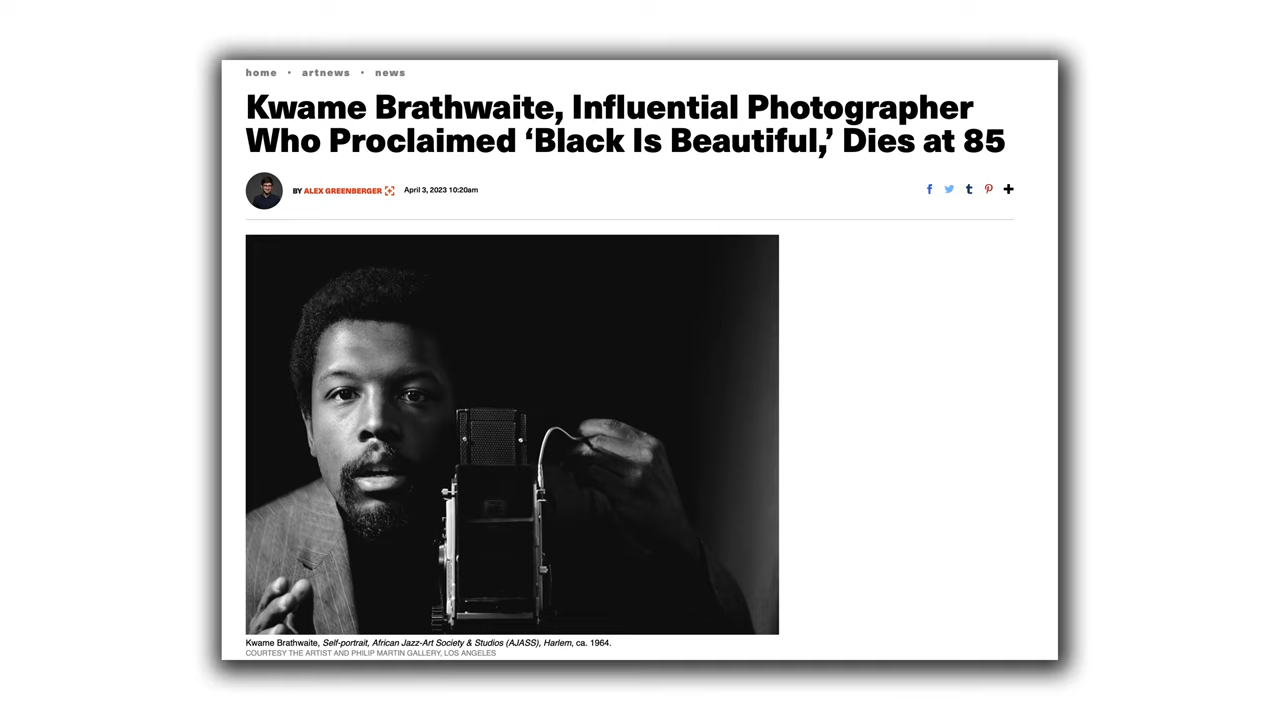 home • artnews • news
Kwame Brathwaite, Influential Photographer
Who Proclaimed ‘Black Is Beautiful,’ Dies at 85
BY ALEX GREENBERGER April 3, 2023 10:20am
Kwame Brathwaite, Self-portrait, African Jazz-Art Society & Studios (AJASS), Harlem, ca. 1964.
COURTESY THE ARTIST AND PHILIP MARTIN GALLERY, LOS ANGELES